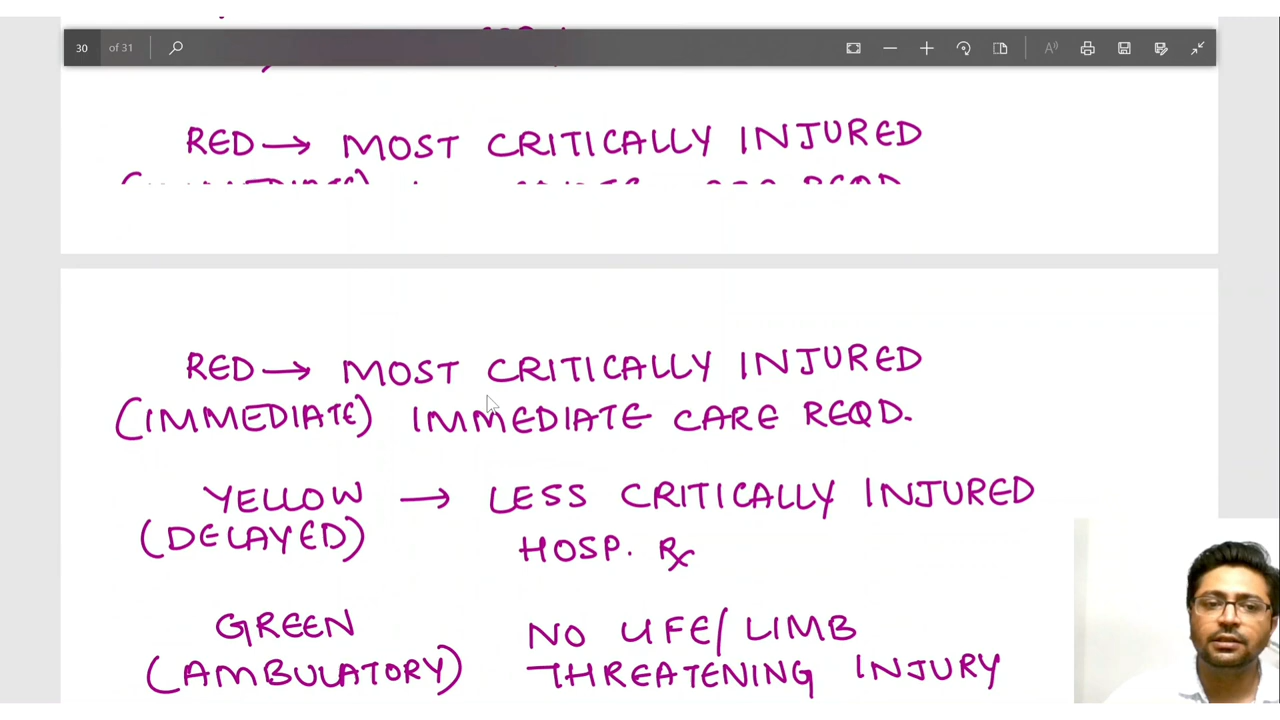 30 of 31
RED → MOST CRITICALLY INJURED
RED → MOST CRITICALLY INJURED
(IMMEDIATE) IMMEDIATE CARE REQD.
YELLOW → LESS CRITICALLY INJURED
(DELAYED) HOSP. Rx
GREEN NO LIFE/LIMB
(AMBULATORY) THREATENING INJURY